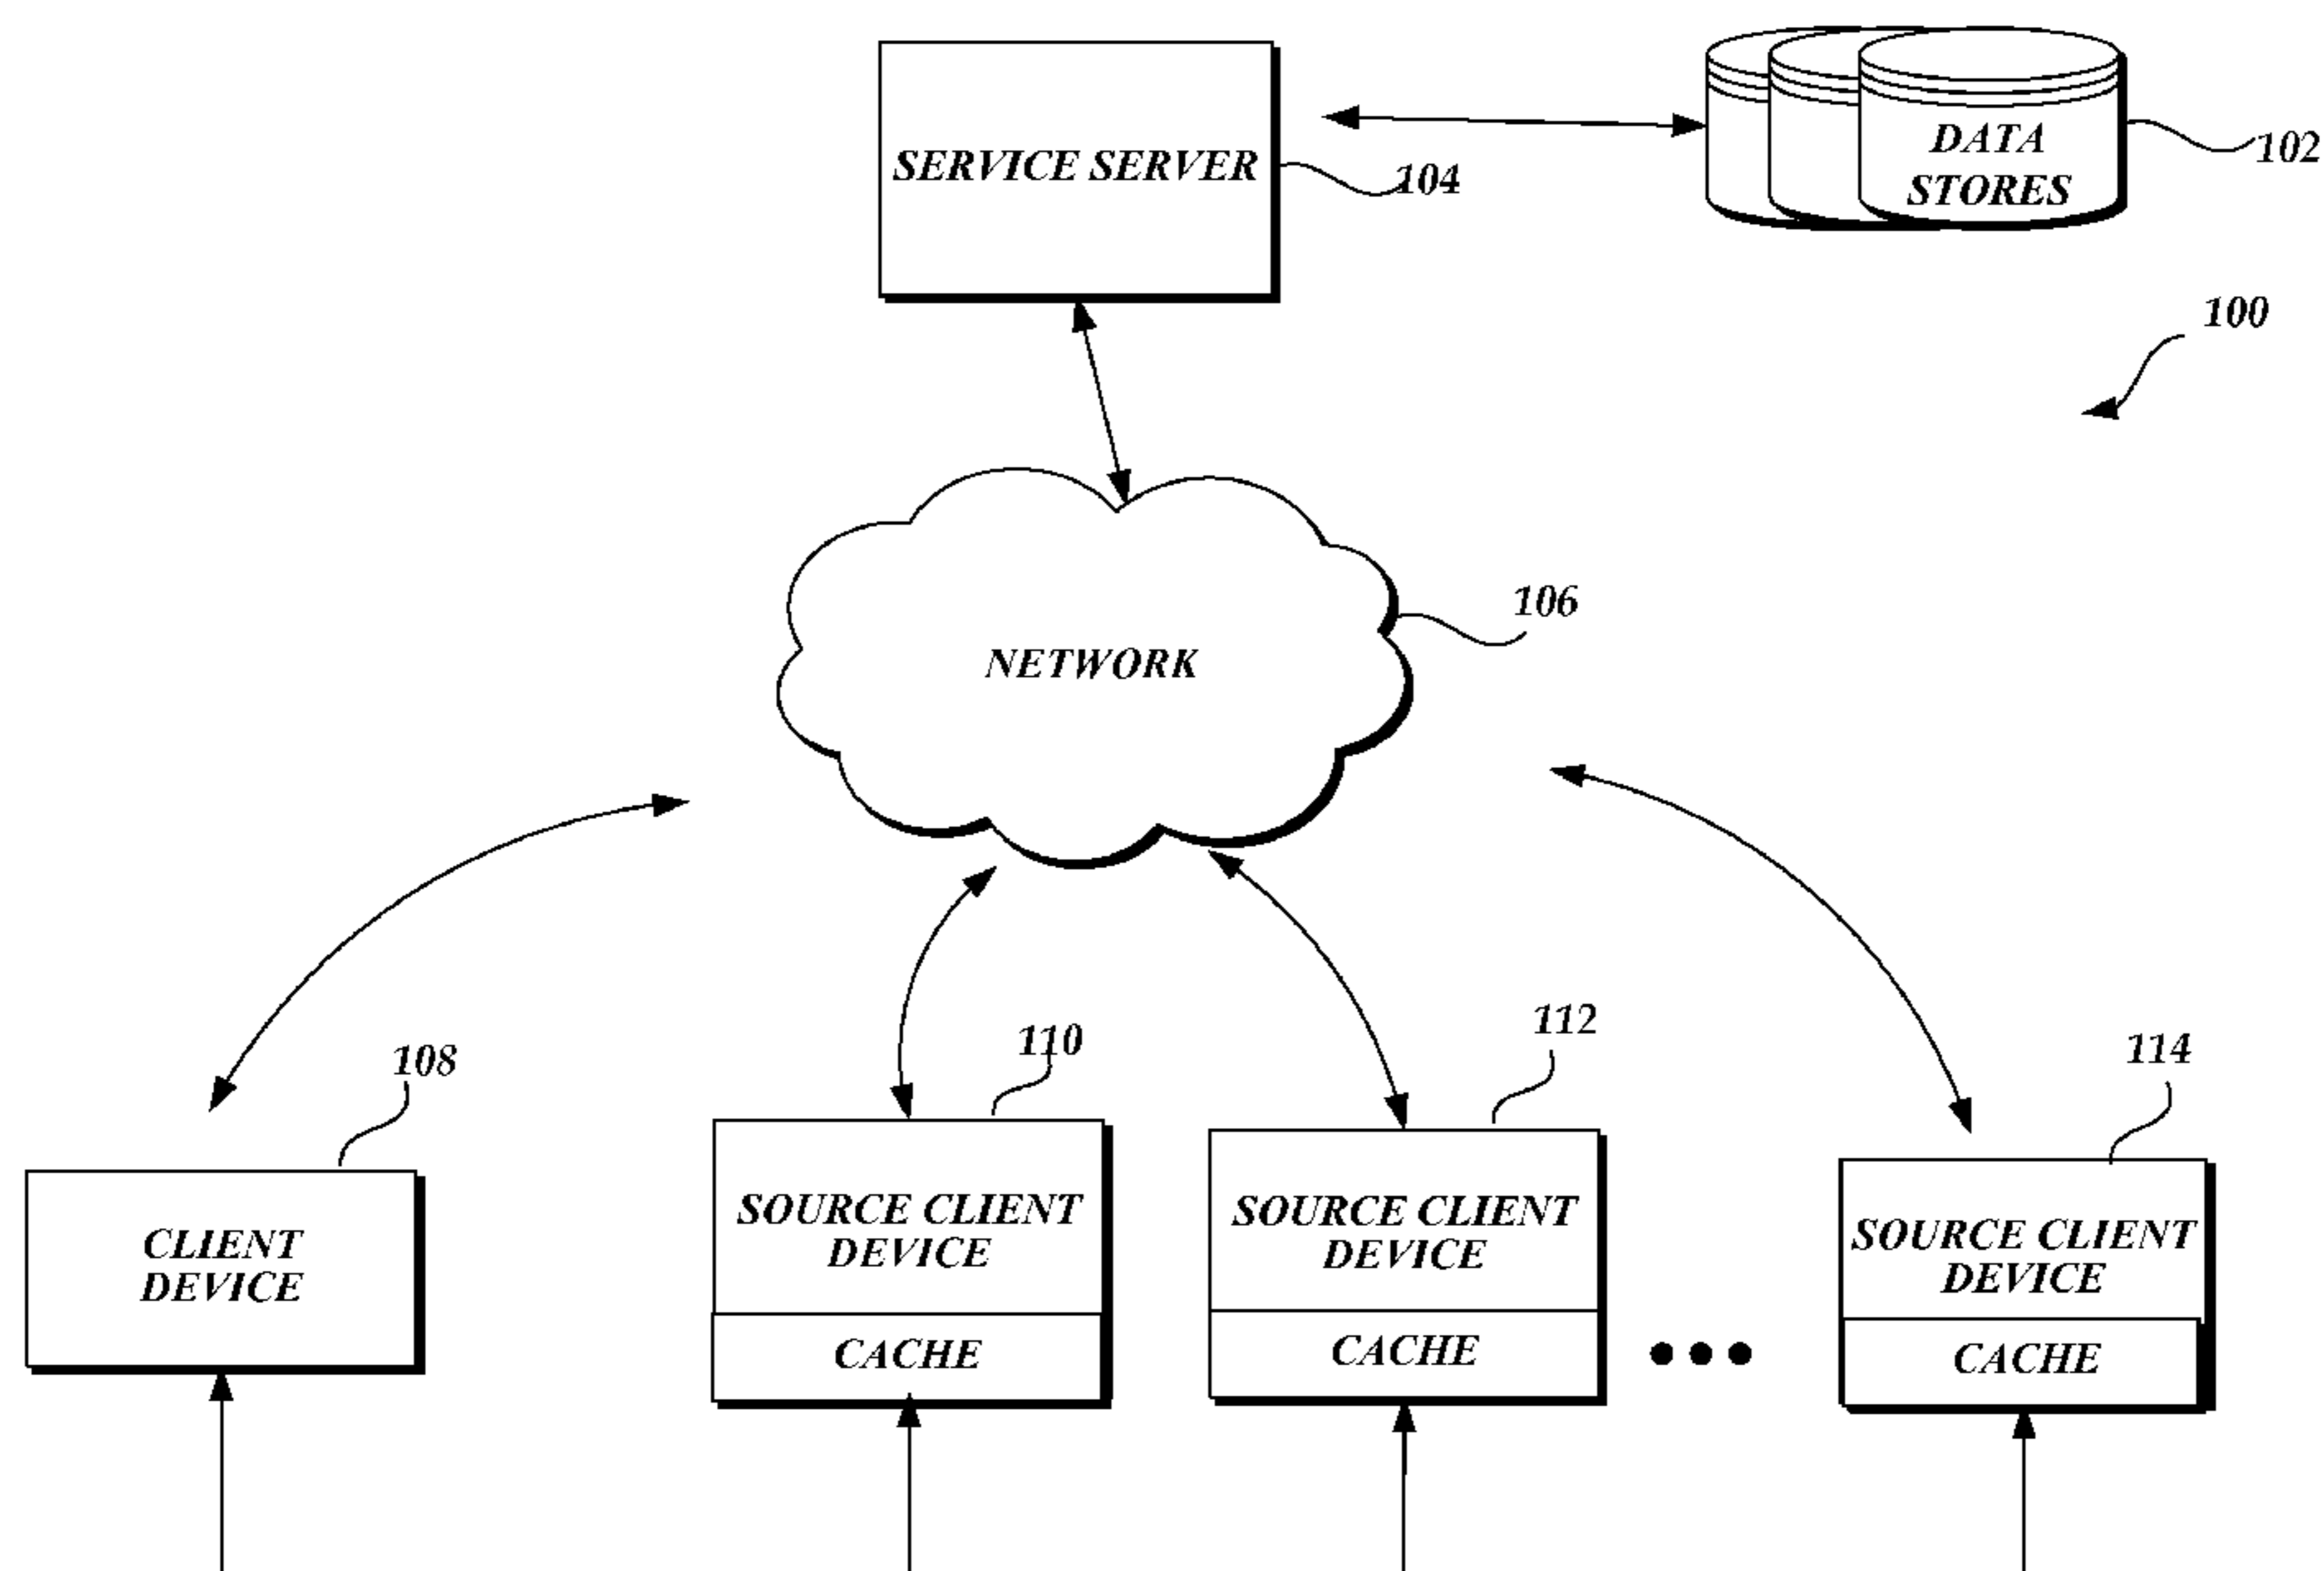 SERVICE SERVER
104
DATA
STORES
102
100
NETWORK
106
108
CLIENT
DEVICE
110
SOURCE CLIENT
DEVICE
CACHE
112
SOURCE CLIENT
DEVICE
CACHE
114
SOURCE CLIENT
DEVICE
CACHE